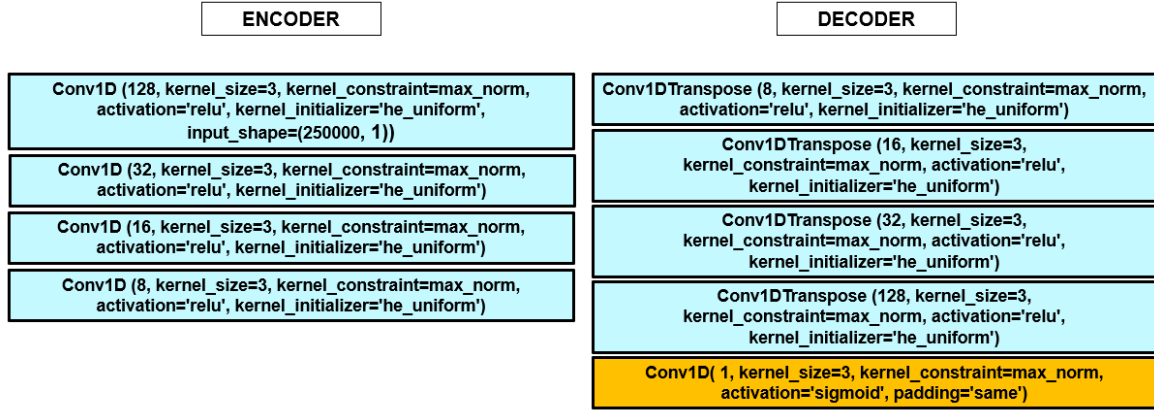 ENCODER
Conv1D (128, kernel_size=3, kernel_constraint=max_norm,
activation='relu', kernel_initializer='he_uniform',
input_shape=(250000, 1))
Conv1D (32, kernel_size=3, kernel_constraint=max_norm,
activation='relu', kernel_initializer='he_uniform')
Conv1D (16, kernel_size=3, kernel_constraint=max_norm,
activation='relu', kernel_initializer='he_uniform')
Conv1D (8, kernel_size=3, kernel_constraint=max_norm,
activation='relu', kernel_initializer='he_uniform')
DECODER
Conv1DTranspose (8, kernel_size=3, kernel_constraint=max_norm,
activation='relu', kernel_initializer='he_uniform')
Conv1DTranspose (16, kernel_size=3,
kernel_constraint=max_norm, activation='relu',
kernel_initializer='he_uniform')
Conv1DTranspose (32, kernel_size=3,
kernel_constraint=max_norm, activation='relu',
kernel_initializer='he_uniform')
Conv1DTranspose (128, kernel_size=3,
kernel_constraint=max_norm, activation='relu',
kernel_initializer='he_uniform')
Conv1D( 1, kernel_size=3, kernel_constraint=max_norm,
activation='sigmoid', padding='same')